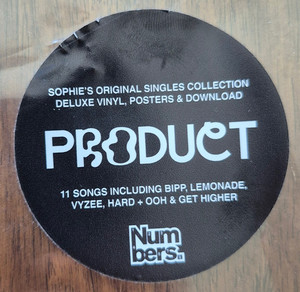 SOPHIE'S ORIGINAL SINGLES COLLECTION
DELUXE VINYL, POSTERS & DOWNLOAD
PRODUCT
11 SONGS INCLUDING BIPP, LEMONADE,
VYZEE, HARD + OOH & GET HIGHER
Num
bers.